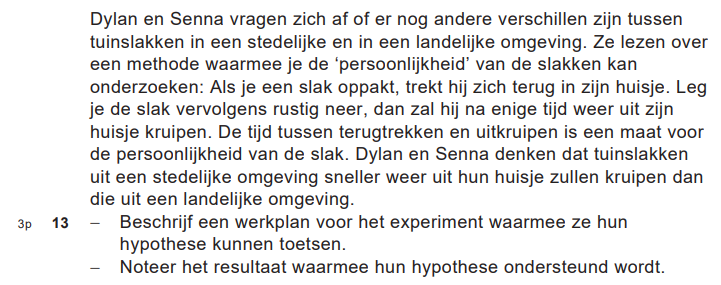 Dylan en Senna vragen zich af of er nog andere verschillen zijn tussen
tuinslakken in een stedelijke en in een landelijke omgeving. Ze lezen over
een methode waarmee je de ‘persoonlijkheid’ van de slakken kan
onderzoeken: Als je een slak oppakt, trekt hij zich terug in zijn huisje. Leg
je de slak vervolgens rustig neer, dan zal hij na enige tijd weer uit zijn
huisje kruipen. De tijd tussen terugtrekken en uitkruipen is een maat voor
de persoonlijkheid van de slak. Dylan en Senna denken dat tuinslakken
uit een stedelijke omgeving sneller weer uit hun huisje zullen kruipen dan
die uit een landelijke omgeving.
3p 13 – Beschrijf een werkplan voor het experiment waarmee ze hun
hypothese kunnen toetsen.
– Noteer het resultaat waarmee hun hypothese ondersteund wordt.